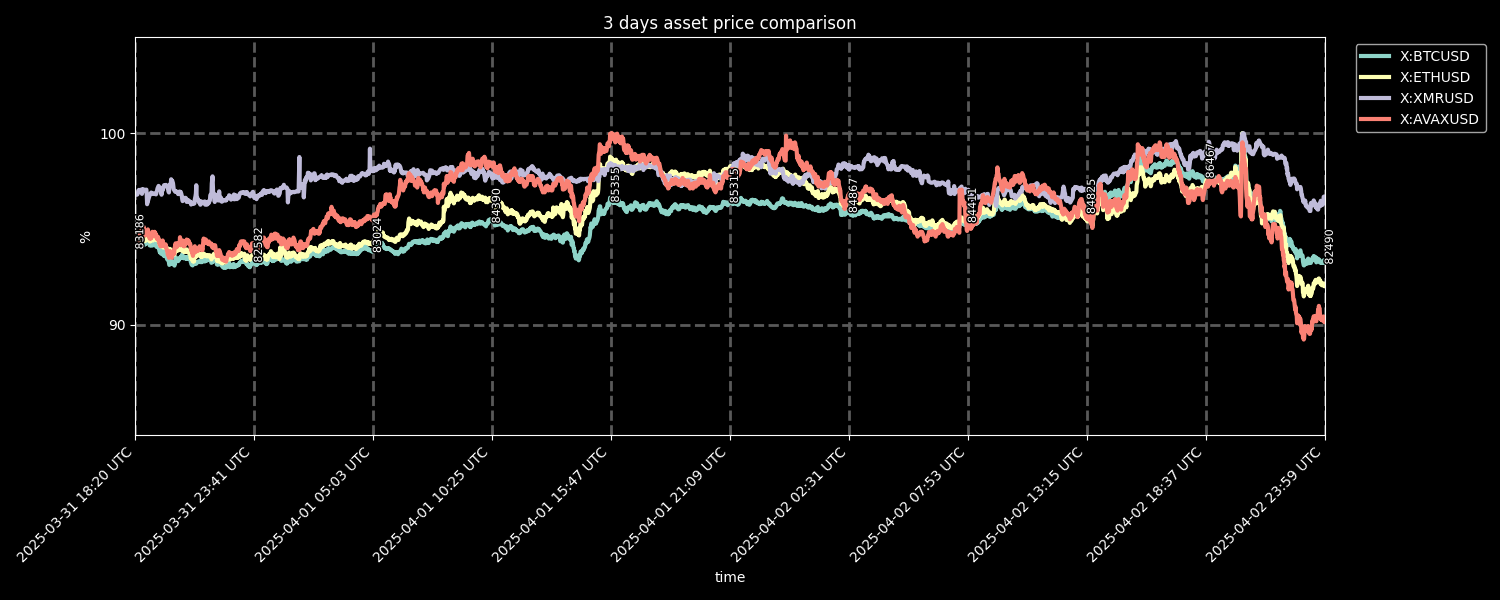 3 days asset price comparison
X:BTCUSD
X:ETHUSD
X:XMRUSD
X:AVAXUSD
100
90
%
83186
82582
83024
84390
85355
85315
84867
84411
84825
86467
82490
2025-03-31 18:20 UTC
2025-03-31 23:41 UTC
2025-04-01 05:03 UTC
2025-04-01 10:25 UTC
2025-04-01 15:47 UTC
2025-04-01 21:09 UTC
2025-04-02 02:31 UTC
2025-04-02 07:53 UTC
2025-04-02 13:15 UTC
2025-04-02 18:37 UTC
2025-04-02 23:59 UTC
time